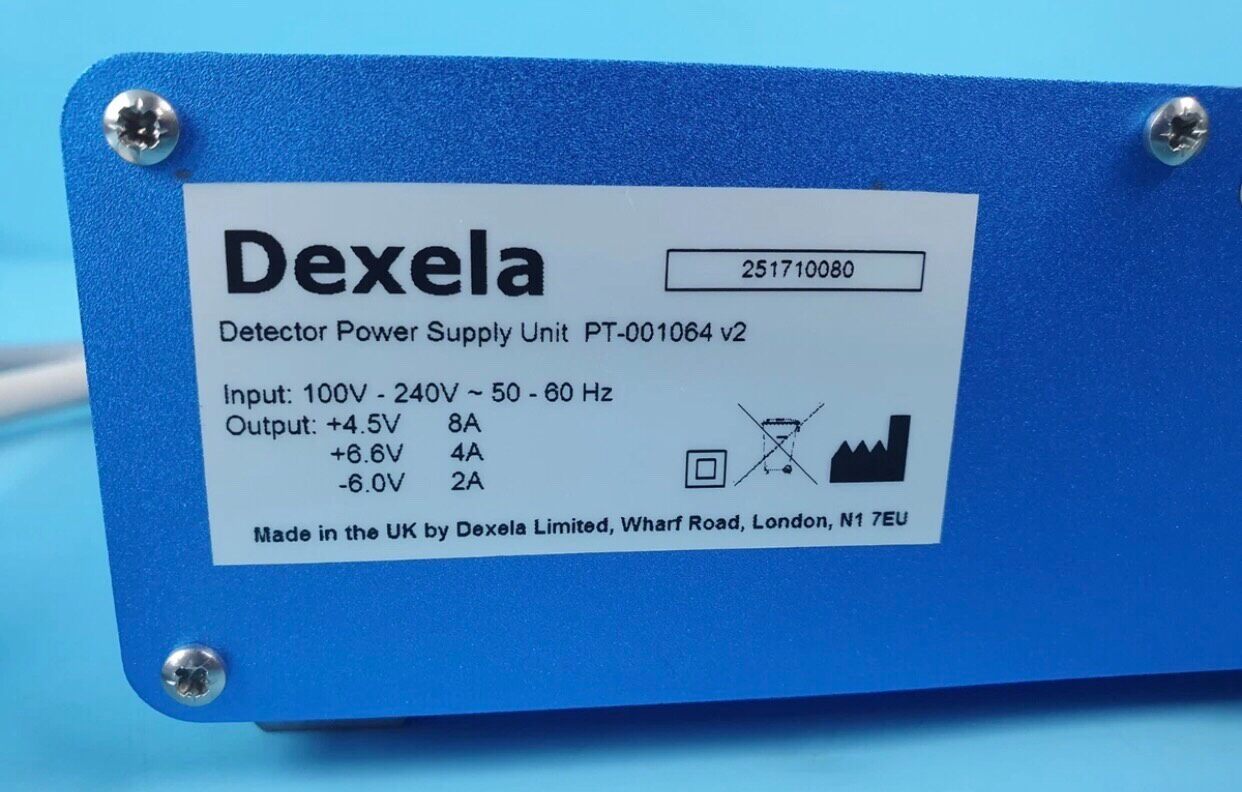 Dexela
251710080
Detector Power Supply Unit PT-001064 v2
Input: 100V - 240V ~ 50 - 60 Hz
Output: +4.5V 8A
+6.6V 4A
-6.0V 2A
Made in the UK by Dexela Limited, Wharf Road, London, N1 7EU